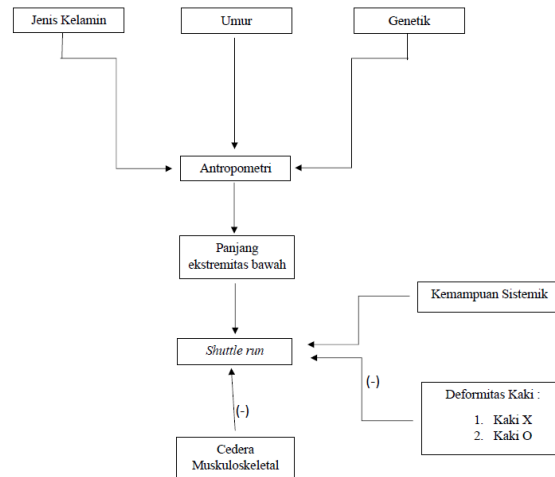 Jenis Kelamin
Umur
Genetik
Antropometri
Panjang
ekstremitas bawah
Kemampuan Sistemik
Shuttle run
(-)
(-)
Deformitas Kaki :
1. Kaki X
2. Kaki O
Cedera
Muskuloskeletal